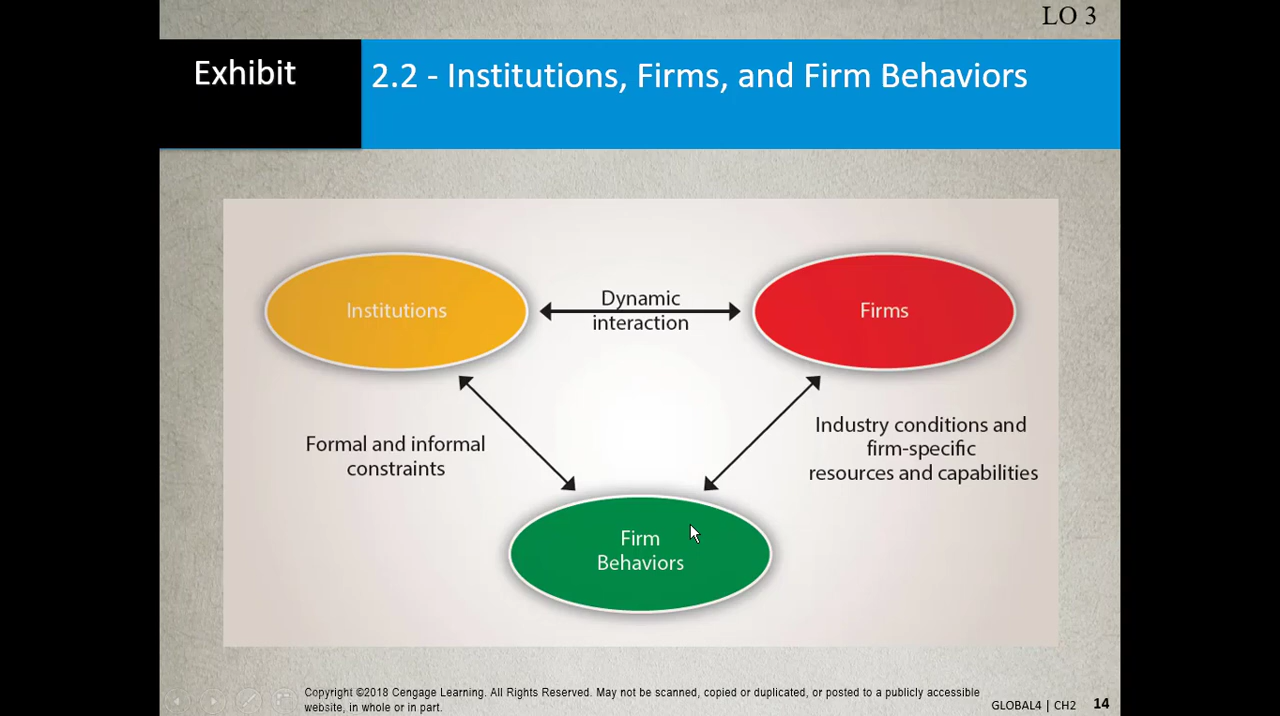 LO 3
Exhibit
2.2 - Institutions, Firms, and Firm Behaviors
Institutions
Dynamic
interaction
Firms
Formal and informal
constraints
Industry conditions and
firm-specific
resources and capabilities
Firm
Behaviors
Copyright ©2018 Cengage Learning. All Rights Reserved. May not be scanned, copied or duplicated, or posted to a publicly accessible
website, in whole or in part.
GLOBAL4 | CH2 14